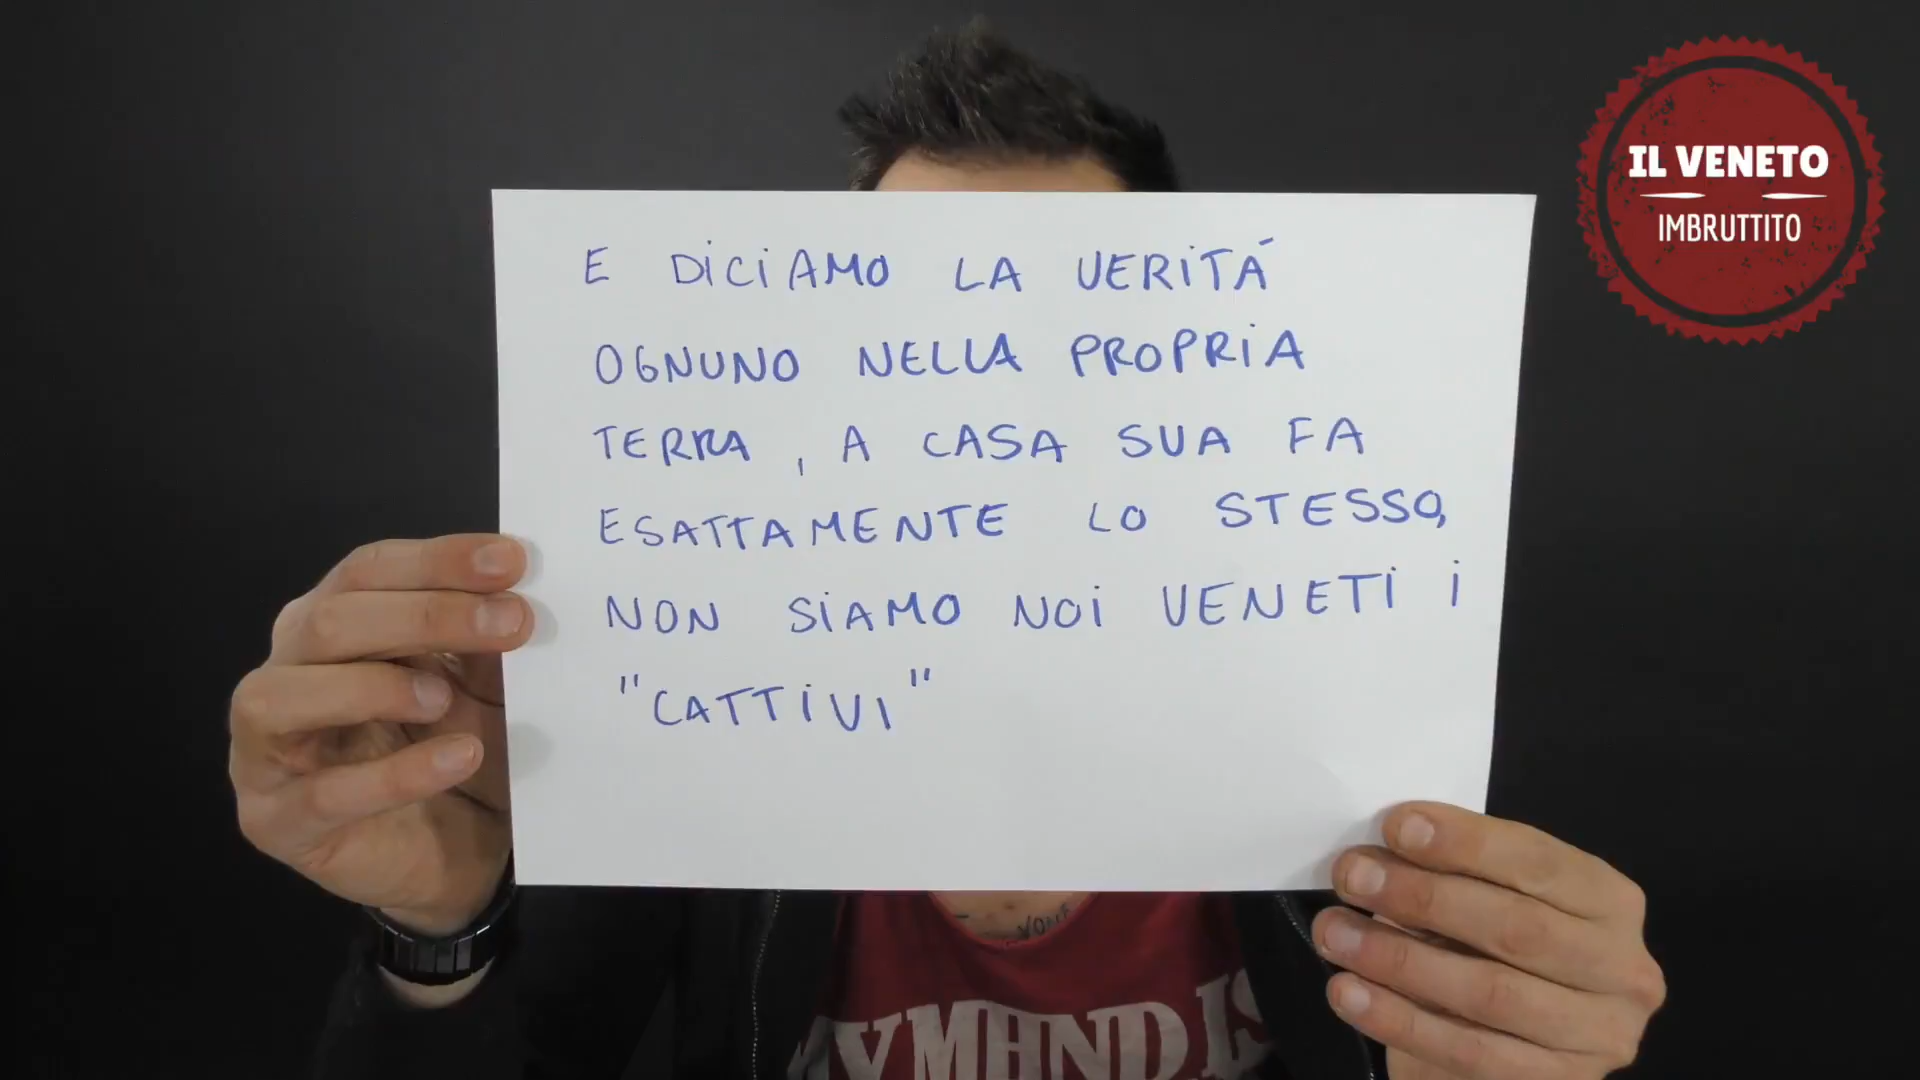 IL VENETO
IMBRUTTITO
E DICIAMO LA VERITÁ
OGNUNO NELLA PROPRIA
TERRA, A CASA SUA FA
ESATTAMENTE LO STESSO,
NON SIAMO NOI VENETI I
"CATTIVI"